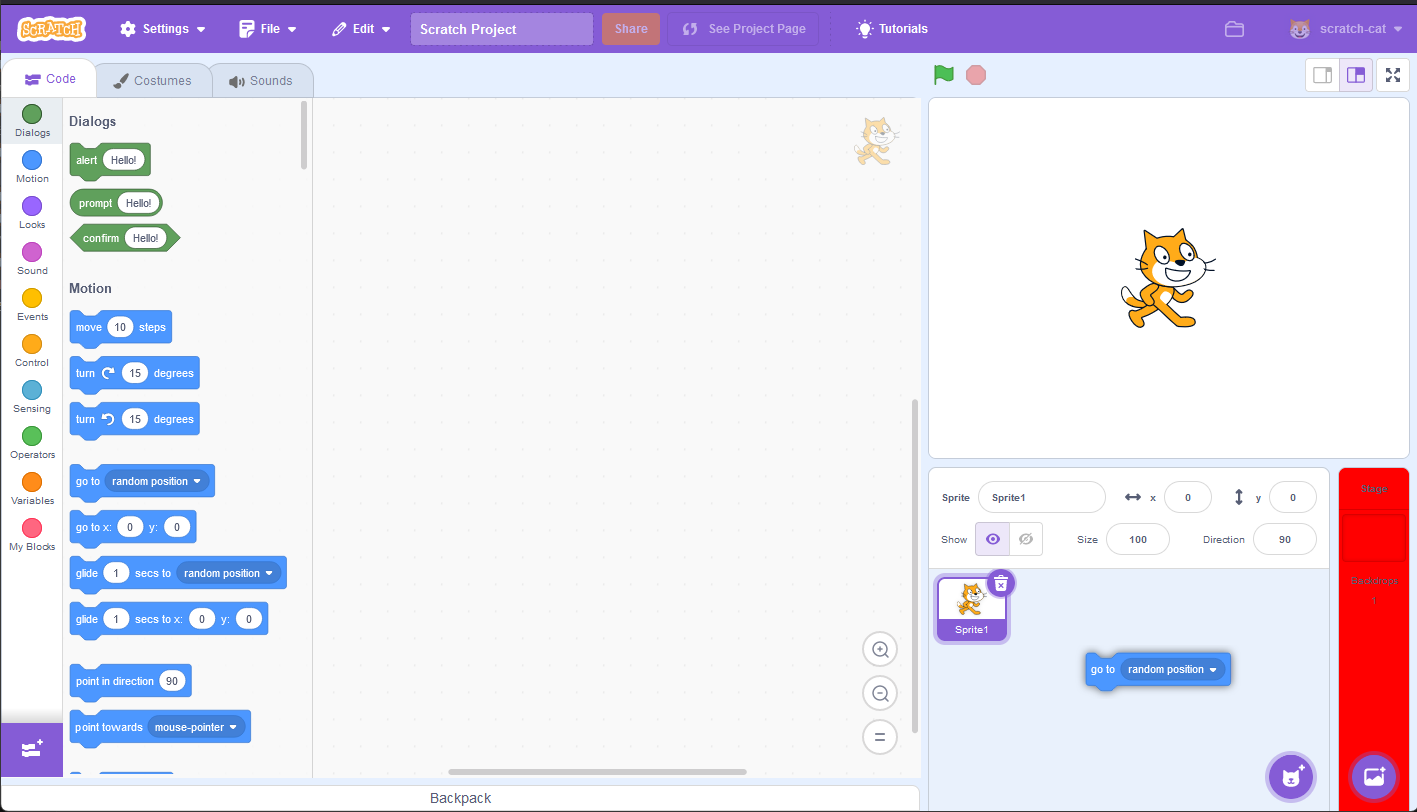 SCRATCH
Settings
File
Edit
Scratch Project
Share
See Project Page
Tutorials
scratch-cat
Code
Costumes
Sounds
Dialogs
Motion
Looks
Sound
Events
Control
Sensing
Operators
Variables
My Blocks
Dialogs
alert Hello!
prompt Hello!
confirm Hello!
Motion
move 10 steps
turn 15 degrees
turn 15 degrees
go to random position
go to x: 0 y: 0
glide 1 secs to random position
glide 1 secs to x: 0 y: 0
point in direction 90
point towards mouse-pointer
Backpack
Sprite Sprite1 x 0 y 0
Show Size 100 Direction 90
Sprite1
go to random position
Stage
Backdrops
1